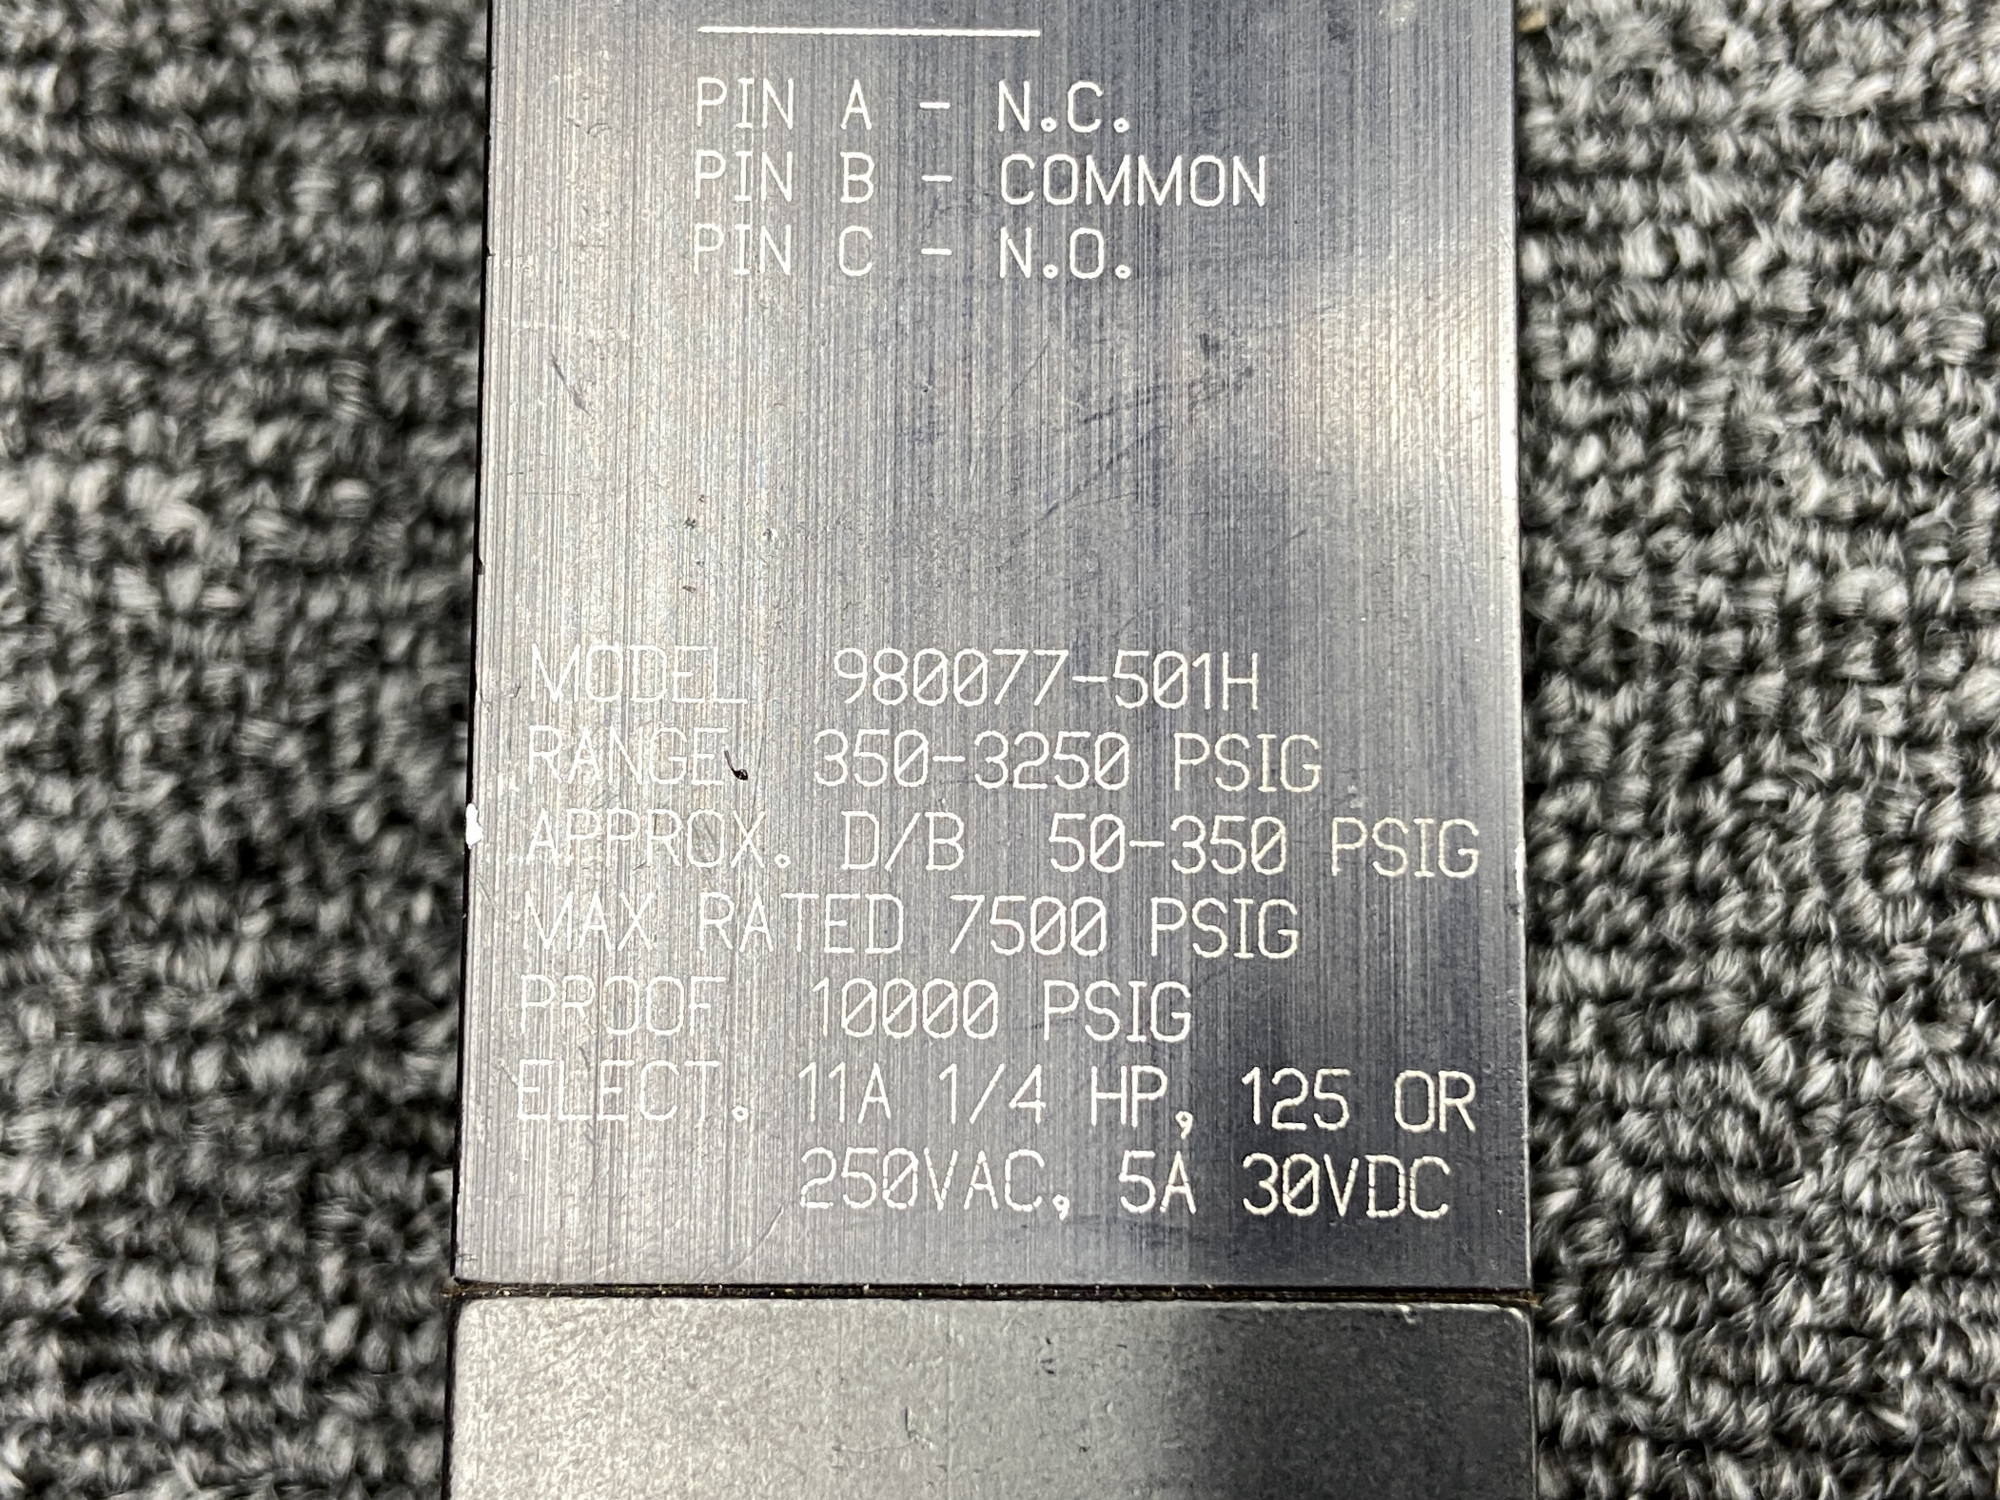 PIN A - N.C.
PIN B - COMMON
PIN C - N.O.
MODEL 980077-501H
RANGE. 350-3250 PSIG
APPROX. D/B 50-350 PSIG
MAX RATED 7500 PSIG
PROOF 10000 PSIG
ELECT. 11A 1/4 HP, 125 OR
250VAC, 5A 30VDC